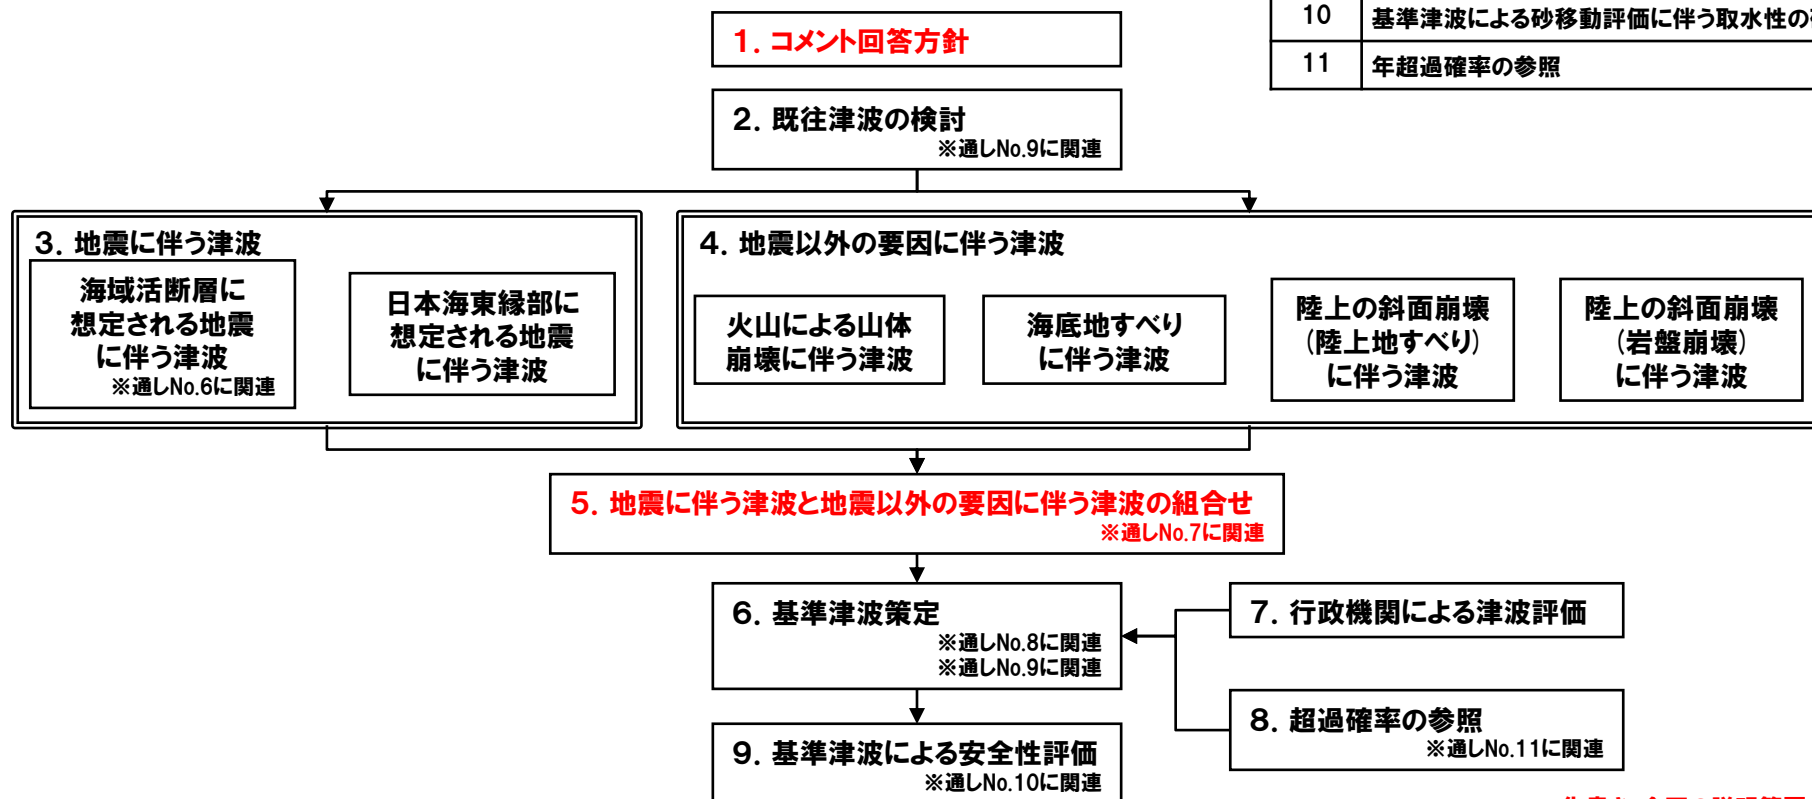 10 基準津波による砂移動評価に伴う取水性の
11 年超過確率の参照
1. コメント回答方針
2. 既往津波の検討
※通しNo.9に関連
3. 地震に伴う津波
海域活断層に
想定される地震
に伴う津波
※通しNo.6に関連
日本海東縁部に
想定される地震
に伴う津波
4. 地震以外の要因に伴う津波
火山による山体
崩壊に伴う津波
海底地すべり
に伴う津波
陸上の斜面崩壊
(陸上地すべり)
に伴う津波
陸上の斜面崩壊
(岩盤崩壊)
に伴う津波
5. 地震に伴う津波と地震以外の要因に伴う津波の組合せ
※通しNo.7に関連
6. 基準津波策定
※通しNo.8に関連
※通しNo.9に関連
7. 行政機関による津波評価
8. 超過確率の参照
※通しNo.11に関連
9. 基準津波による安全性評価
※通しNo.10に関連